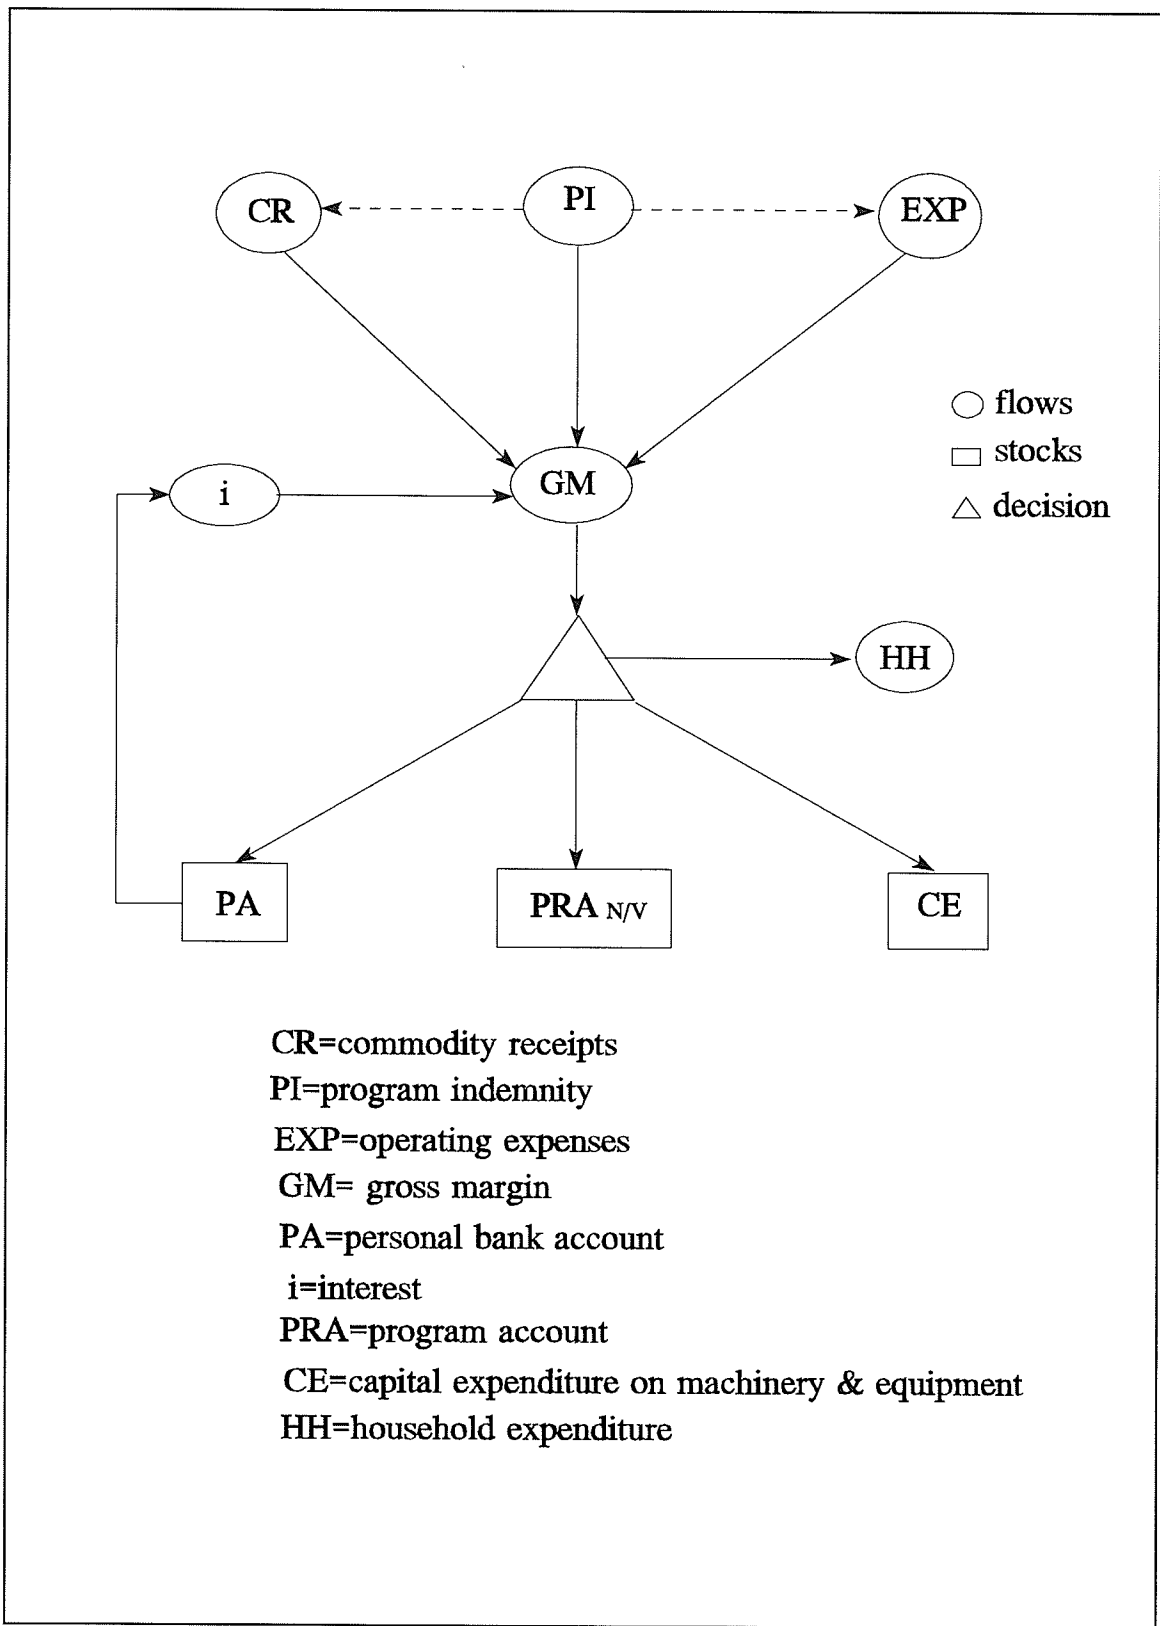 CR
PI
EXP
flows
stocks
decision
i
GM
HH
PA
PRA N/V
CE
CR=commodity receipts
PI=program indemnity
EXP=operating expenses
GM= gross margin
PA=personal bank account
i=interest
PRA=program account
CE=capital expenditure on machinery & equipment
HH=household expenditure